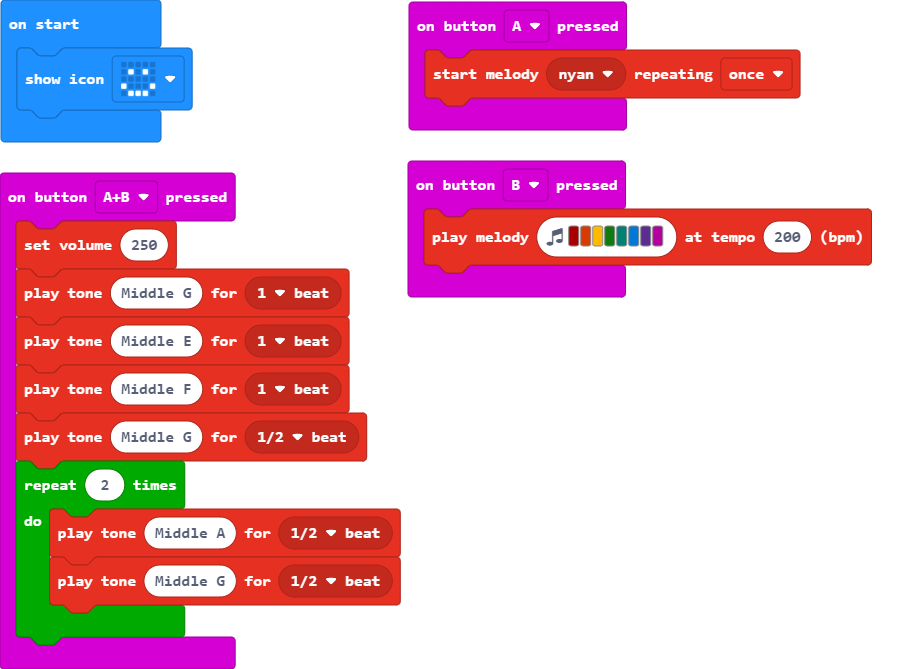 on start
show icon
on button A pressed
start melody nyan repeating once
on button A+B pressed
set volume 250
play tone Middle G for 1 beat
play tone Middle E for 1 beat
play tone Middle F for 1 beat
play tone Middle G for 1/2 beat
repeat 2 times
do
play tone Middle A for 1/2 beat
play tone Middle G for 1/2 beat
on button B pressed
play melody at tempo 200 (bpm)